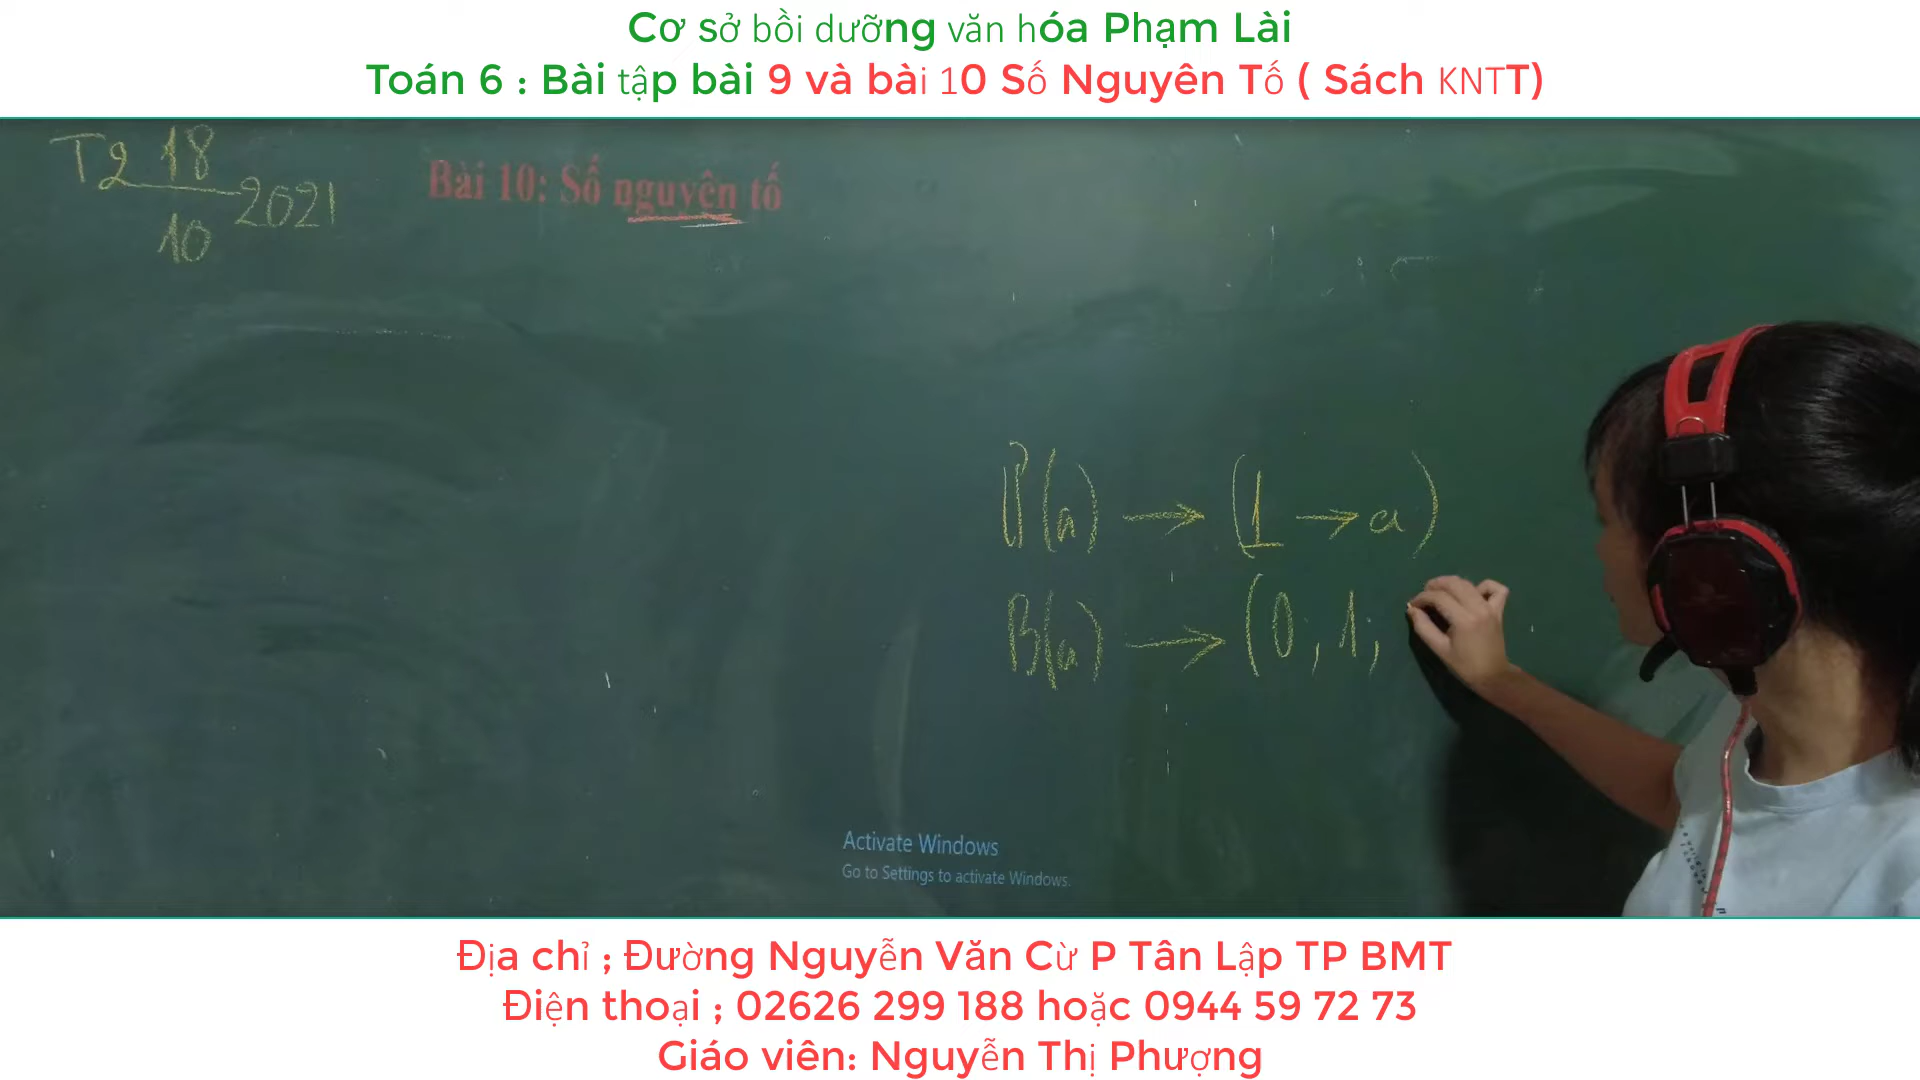 Cơ sở bồi dưỡng văn hóa Phạm Lài
Toán 6 : Bài tập bài 9 và bài 10 Số Nguyên Tố ( Sách KNTT)
T2 18/10 2021
Bài 10: Số nguyên tố
Ư(a) → (1 → a)
B(a) → (0, 1,
Activate Windows
Go to Settings to activate Windows.
Địa chỉ ; Đường Nguyễn Văn Cừ P Tân Lập TP BMT
Điện thoại ; 02626 299 188 hoặc 0944 59 72 73
Giáo viên: Nguyễn Thị Phượng